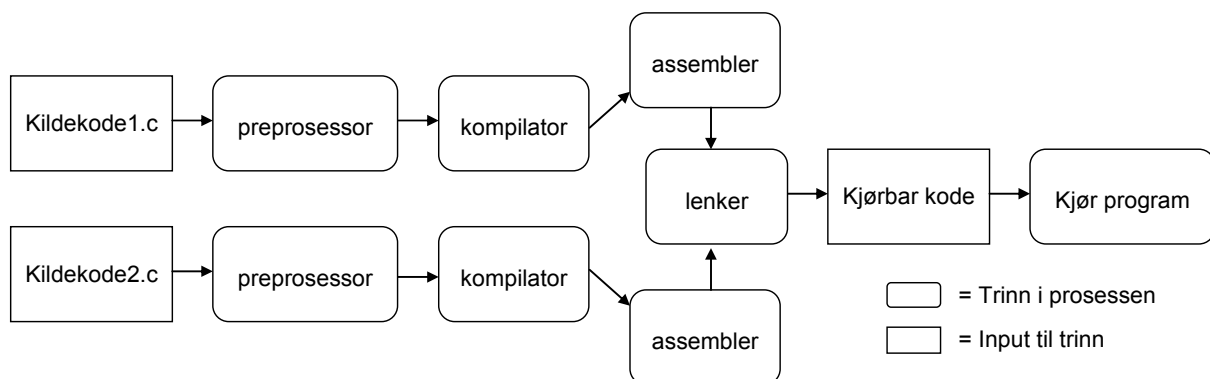 assembler
Kildekode1.c
preprosessor
kompilator
lenker
Kjørbar kode
Kjør program
Kildekode2.c
preprosessor
kompilator
assembler
= Trinn i prosessen
= Input til trinn